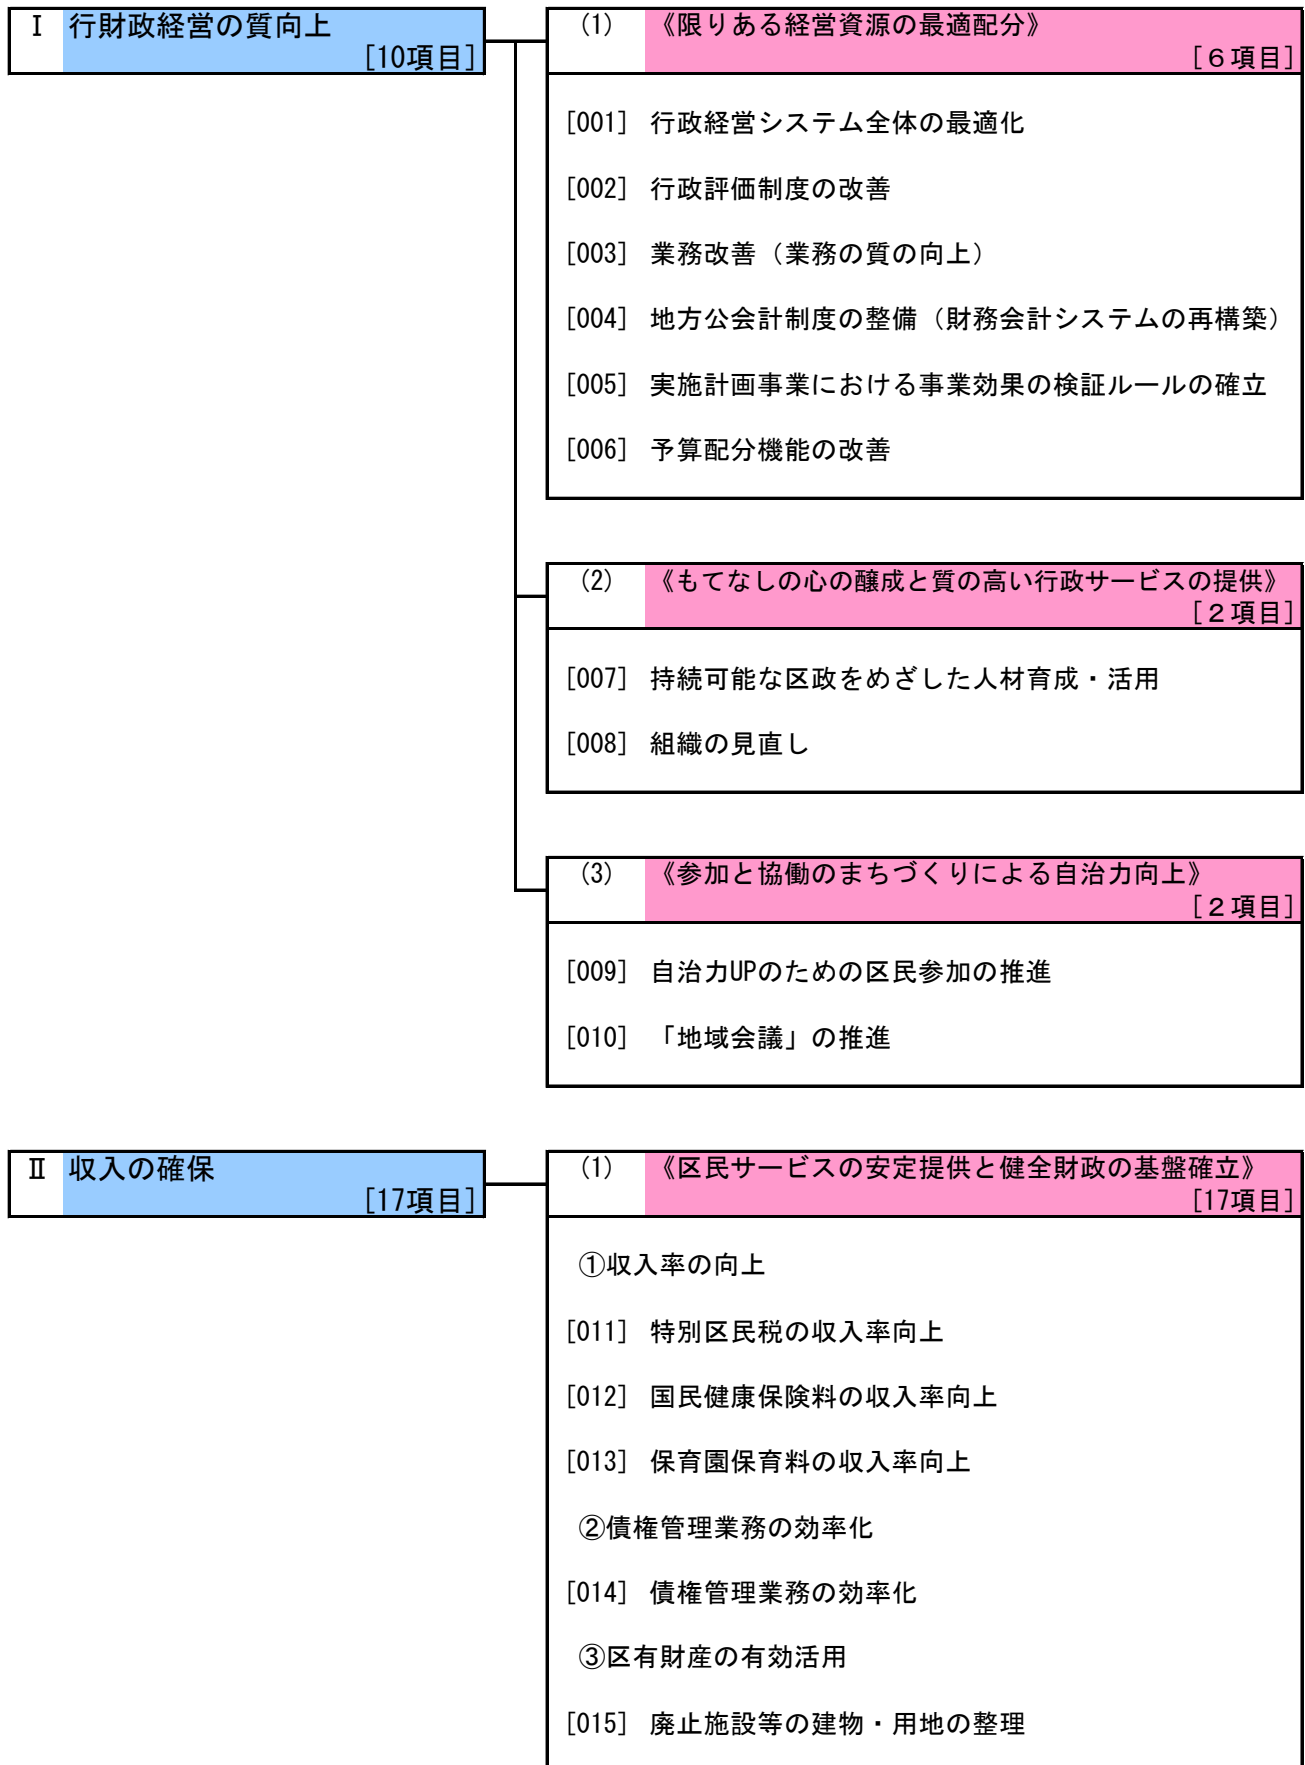 Ⅰ 行財政経営の質向上
[10項目]
(1) 《限りある経営資源の最適配分》
[６項目]
[001] 行政経営システム全体の最適化
[002] 行政評価制度の改善
[003] 業務改善（業務の質の向上）
[004] 地方公会計制度の整備（財務会計システムの再構築）
[005] 実施計画事業における事業効果の検証ルールの確立
[006] 予算配分機能の改善
(2) 《もてなしの心の醸成と質の高い行政サービスの提供》
[２項目]
[007] 持続可能な区政をめざした人材育成・活用
[008] 組織の見直し
(3) 《参加と協働のまちづくりによる自治力向上》
[２項目]
[009] 自治力UPのための区民参加の推進
[010] 「地域会議」の推進
Ⅱ 収入の確保
[17項目]
(1) 《区民サービスの安定提供と健全財政の基盤確立》
[17項目]
①収入率の向上
[011] 特別区民税の収入率向上
[012] 国民健康保険料の収入率向上
[013] 保育園保育料の収入率向上
②債権管理業務の効率化
[014] 債権管理業務の効率化
③区有財産の有効活用
[015] 廃止施設等の建物・用地の整理